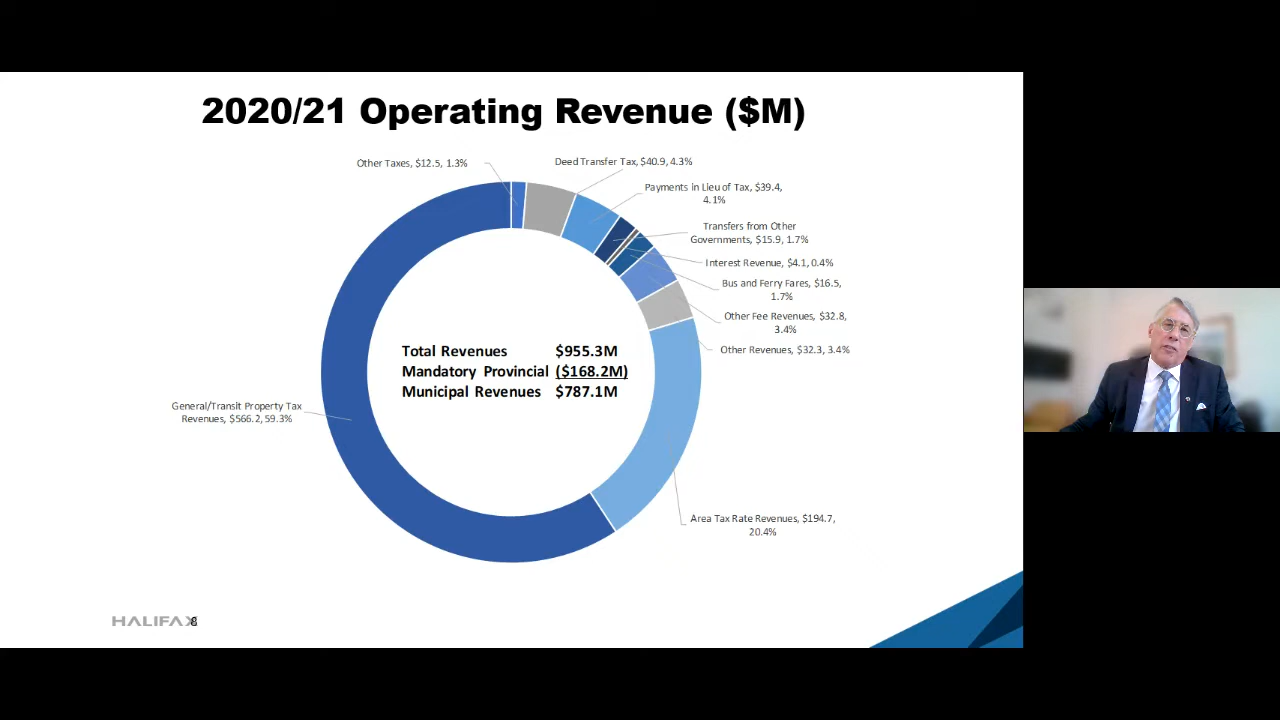 2020/21 Operating Revenue ($M)
Other Taxes, $12.5, 1.3%
Deed Transfer Tax, $40.9, 4.3%
Payments in Lieu of Tax, $39.4,
4.1%
Transfers from Other
Governments, $15.9, 1.7%
Interest Revenue, $4.1, 0.4%
Bus and Ferry Fares, $16.5,
1.7%
Other Fee Revenues, $32.8,
3.4%
Other Revenues, $32.3, 3.4%
Total Revenues $955.3M
Mandatory Provincial ($168.2M)
Municipal Revenues $787.1M
General/Transit Property Tax
Revenues, $566.2, 59.3%
Area Tax Rate Revenues, $194.7,
20.4%
HALIFAX 8